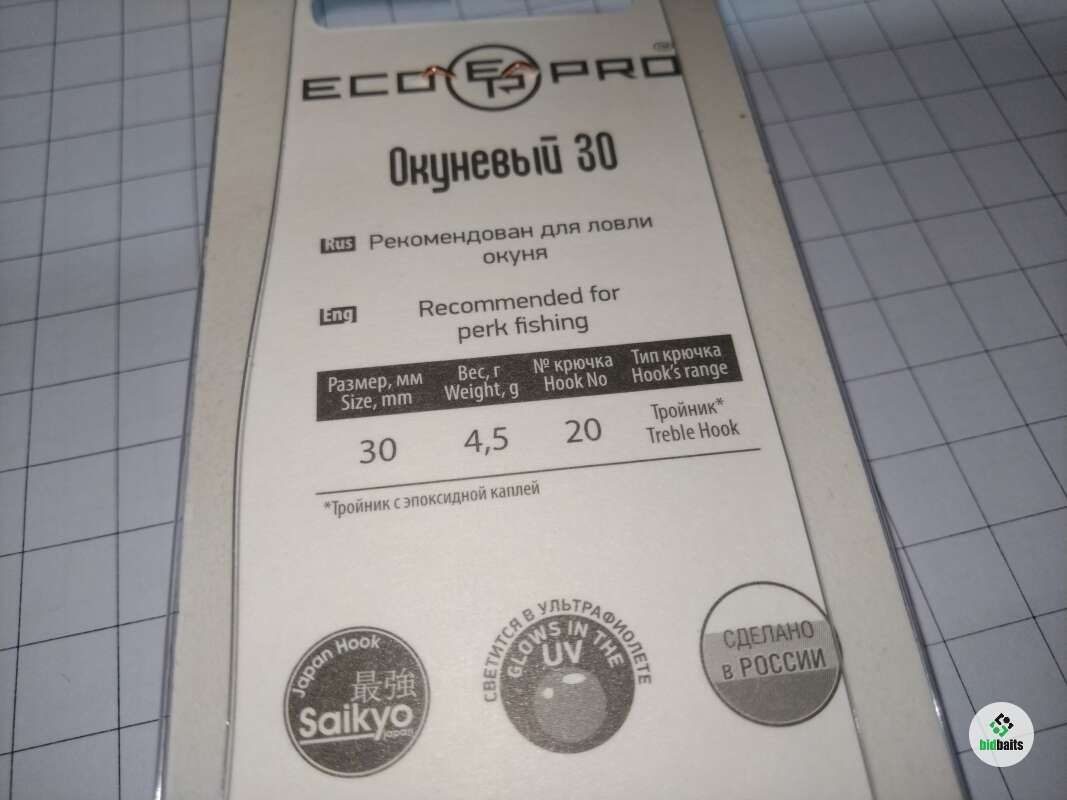 ECO EP PRO
Окуневый 30
Rus Рекомендован для ловли
окуня
Eng Recommended for
perk fishing
Размер, мм Вес, г № крючка Тип крючка
Size, mm Weight, g Hook No Hook's range
30 4,5 20 Тройник*
Treble Hook
*Тройник с эпоксидной каплей
Japan Hook
最強
Saikyo
Japan
СВЕТИТСЯ В УЛЬТРАФИОЛЕТЕ
GLOWS IN THE
UV
СДЕЛАНО
в РОССИИ
bidbaits